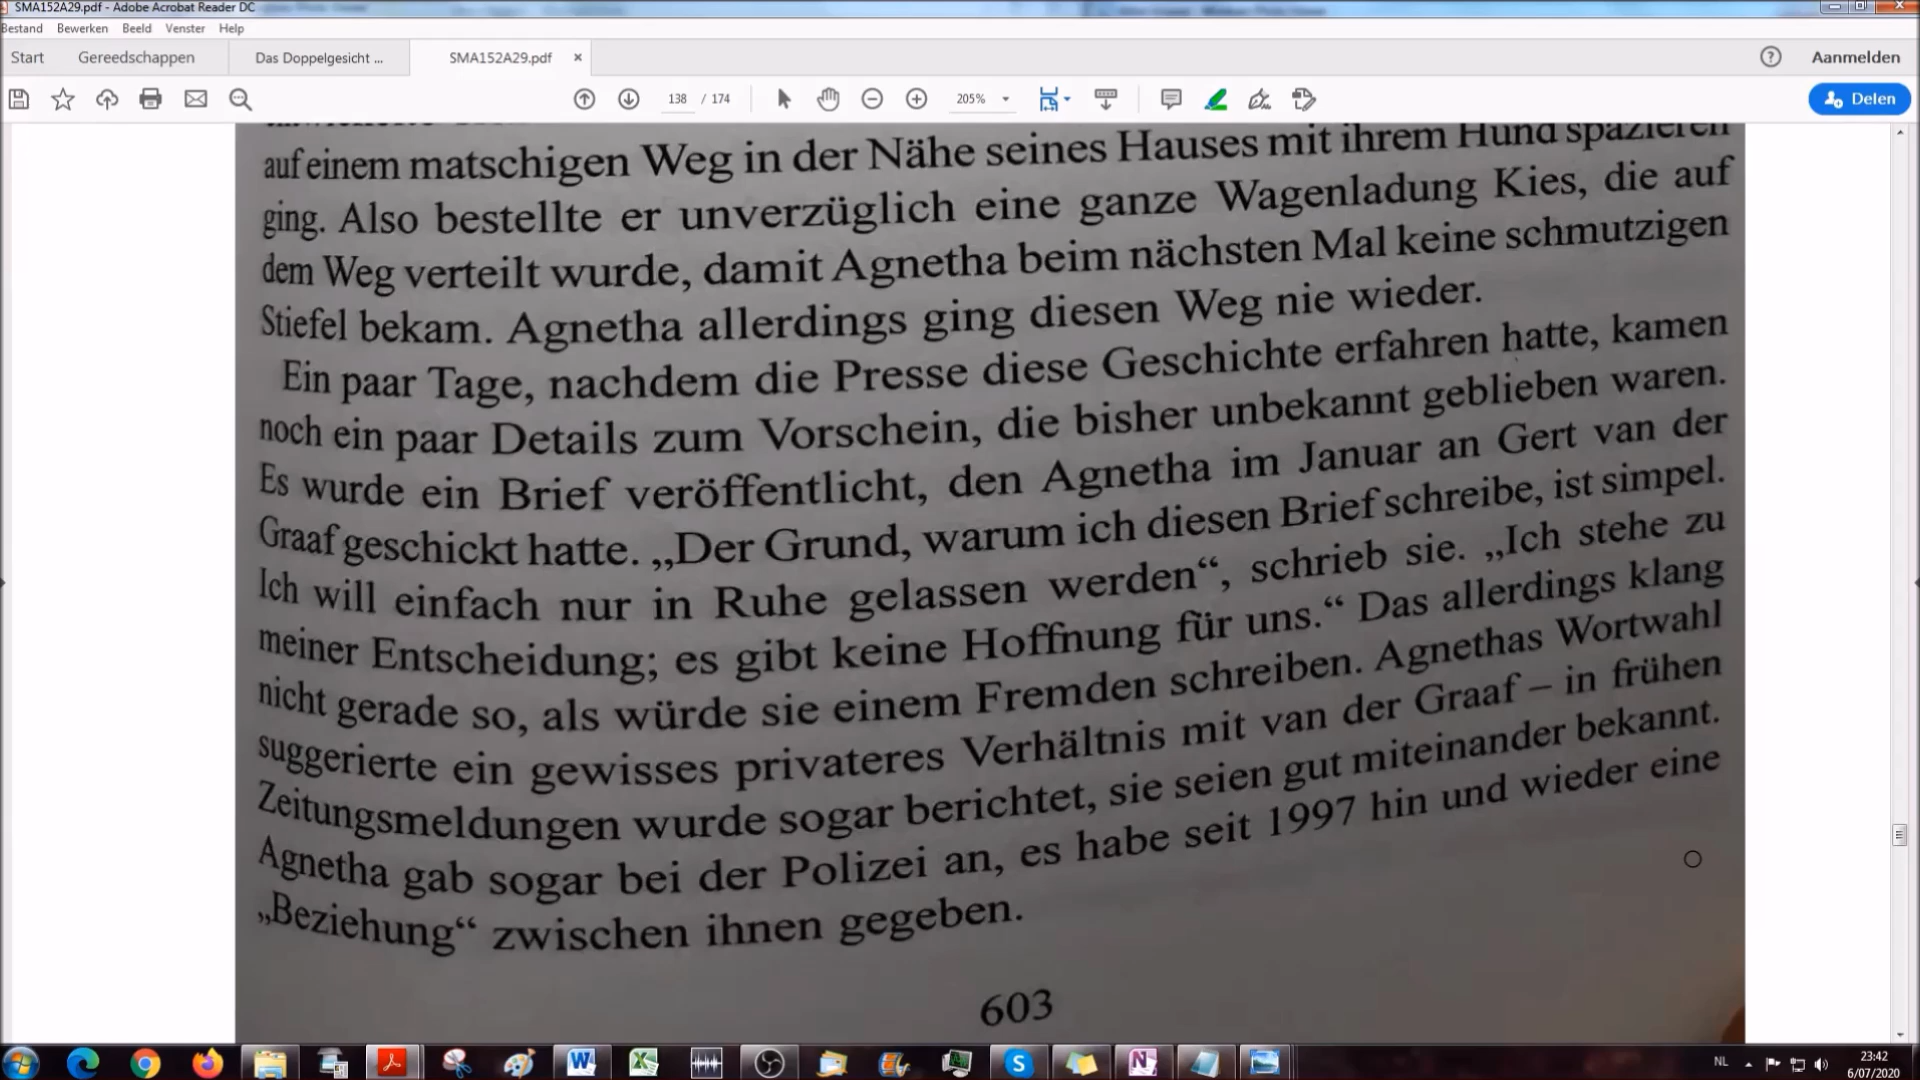 SMA152A29.pdf - Adobe Acrobat Reader DC
Bestand Bewerken Beeld Venster Help
Start Gereedschappen Das Doppelgesicht ... SMA152A29.pdf × Aanmelden
138 / 174 205% Delen
auf einem matschigen Weg in der Nähe seines Hauses mit ihrem Hund spazieren
ging. Also bestellte er unverzüglich eine ganze Wagenladung Kies, die auf
dem Weg verteilt wurde, damit Agnetha beim nächsten Mal keine schmutzigen
Stiefel bekam. Agnetha allerdings ging diesen Weg nie wieder.
Ein paar Tage, nachdem die Presse diese Geschichte erfahren hatte, kamen
noch ein paar Details zum Vorschein, die bisher unbekannt geblieben waren.
Es wurde ein Brief veröffentlicht, den Agnetha im Januar an Gert van der
Graaf geschickt hatte. „Der Grund, warum ich diesen Brief schreibe, ist simpel.
Ich will einfach nur in Ruhe gelassen werden“, schrieb sie. „Ich stehe zu
meiner Entscheidung; es gibt keine Hoffnung für uns.“ Das allerdings klang
nicht gerade so, als würde sie einem Fremden schreiben. Agnethas Wortwahl
suggerierte ein gewisses privateres Verhältnis mit van der Graaf – in frühen
Zeitungsmeldungen wurde sogar berichtet, sie seien gut miteinander bekannt.
Agnetha gab sogar bei der Polizei an, es habe seit 1997 hin und wieder eine
„Beziehung“ zwischen ihnen gegeben.
603
NL 23:42
6/07/2020